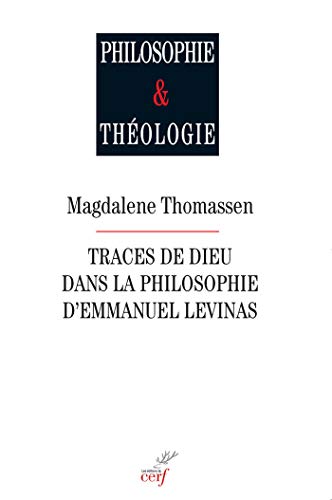 PHILOSOPHIE
&
THÉOLOGIE
Magdalene Thomassen
TRACES DE DIEU
DANS LA PHILOSOPHIE
D'EMMANUEL LEVINAS
Les éditions du
cerf